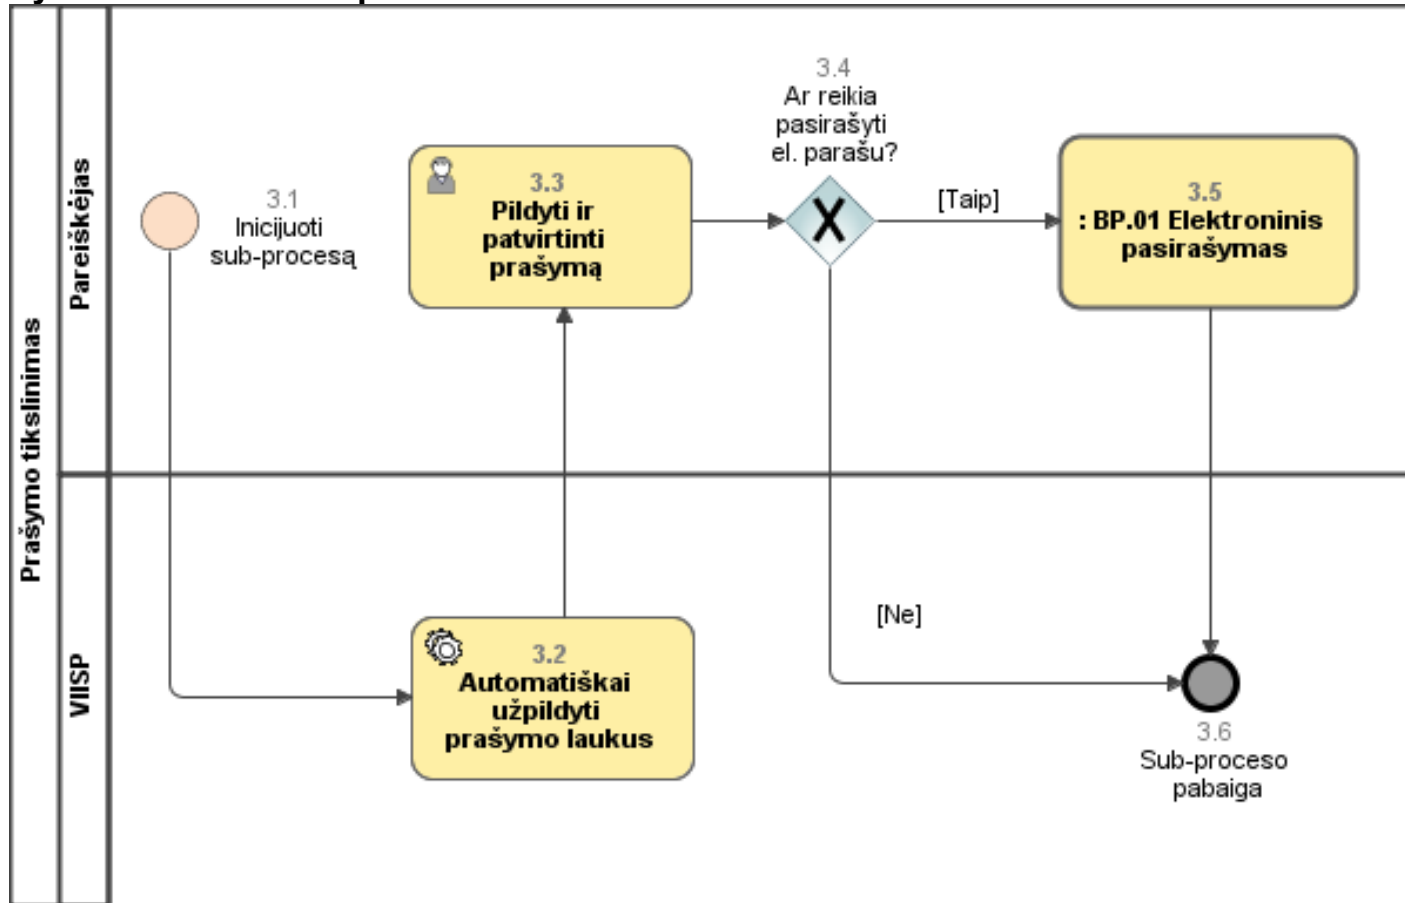 Prašymo tikslinimas
Pareiškėjas
3.1
Inicijuoti
sub-procesą
3.3
Pildyti ir
patvirtinti
prašymą
3.4
Ar reikia
pasirašyti
el. parašu?
[Taip]
3.5
: BP.01 Elektroninis
pasirašymas
VIISP
3.2
Automatiškai
užpildyti
prašymo laukus
[Ne]
3.6
Sub-proceso
pabaiga